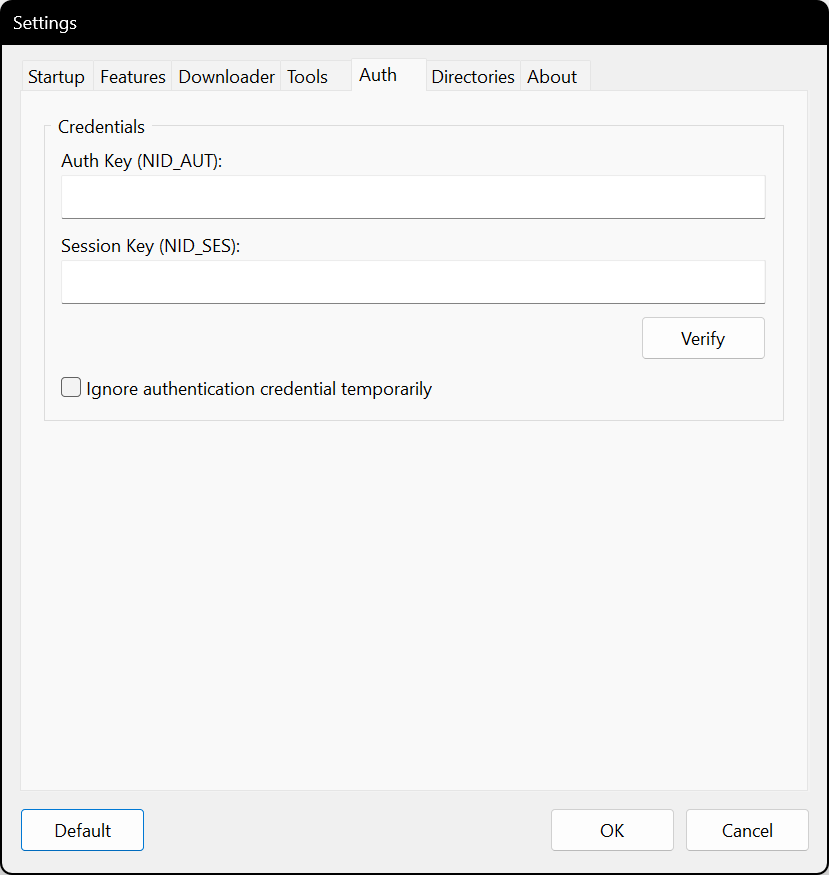 Settings
Startup Features Downloader Tools Auth Directories About
Credentials
Auth Key (NID_AUT):
Session Key (NID_SES):
Verify
Ignore authentication credential temporarily
Default OK Cancel